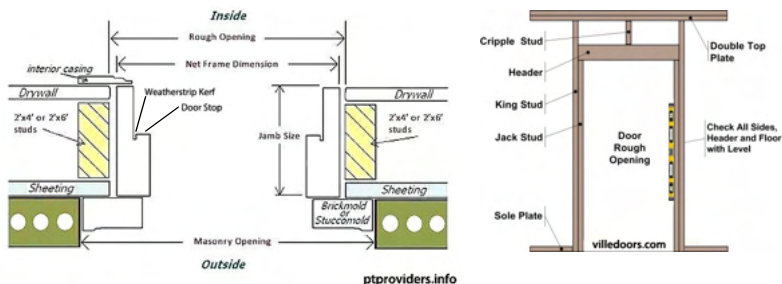 Inside
Rough Opening
Net Frame Dimension
interior casing
Weatherstrip Kerf
Door Stop
Drywall
Drywall
2'x4' or 2'x6'
studs
Jamb Size
2'x4' or 2'x6'
studs
Sheeting
Sheeting
Brickmold
or
Stuccomold
Masonry Opening
Outside
ptproviders.info
Cripple Stud
Double Top
Plate
Header
King Stud
Jack Stud
Door
Rough
Opening
Check All Sides,
Header and Floor
with Level
Sole Plate
villedoors.com